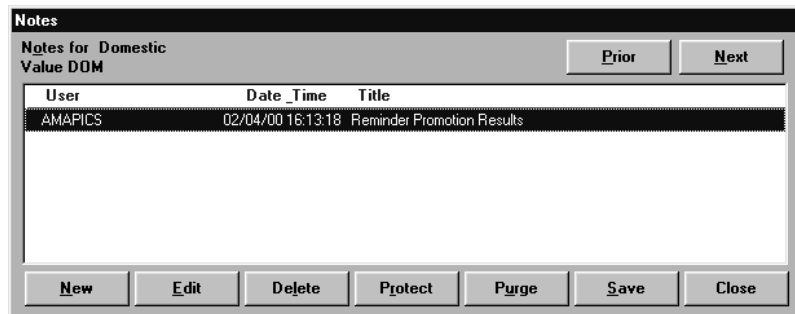 Notes
Notes for Domestic
Value DOM
Prior Next
User Date_Time Title
AMAPICS 02/04/00 16:13:18 Reminder Promotion Results
New Edit Delete Protect Purge Save Close